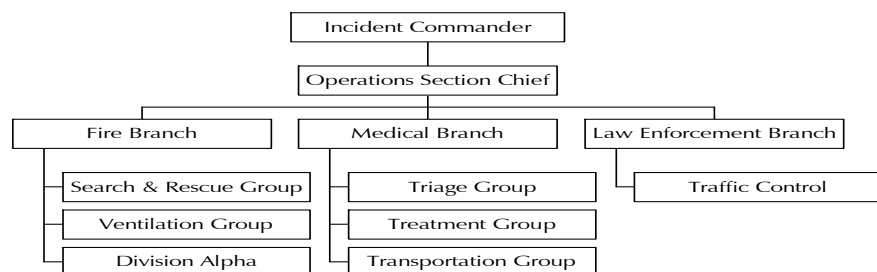 Incident Commander
Operations Section Chief
Fire Branch
Medical Branch
Law Enforcement Branch
Search & Rescue Group
Triage Group
Traffic Control
Ventilation Group
Treatment Group
Division Alpha
Transportation Group